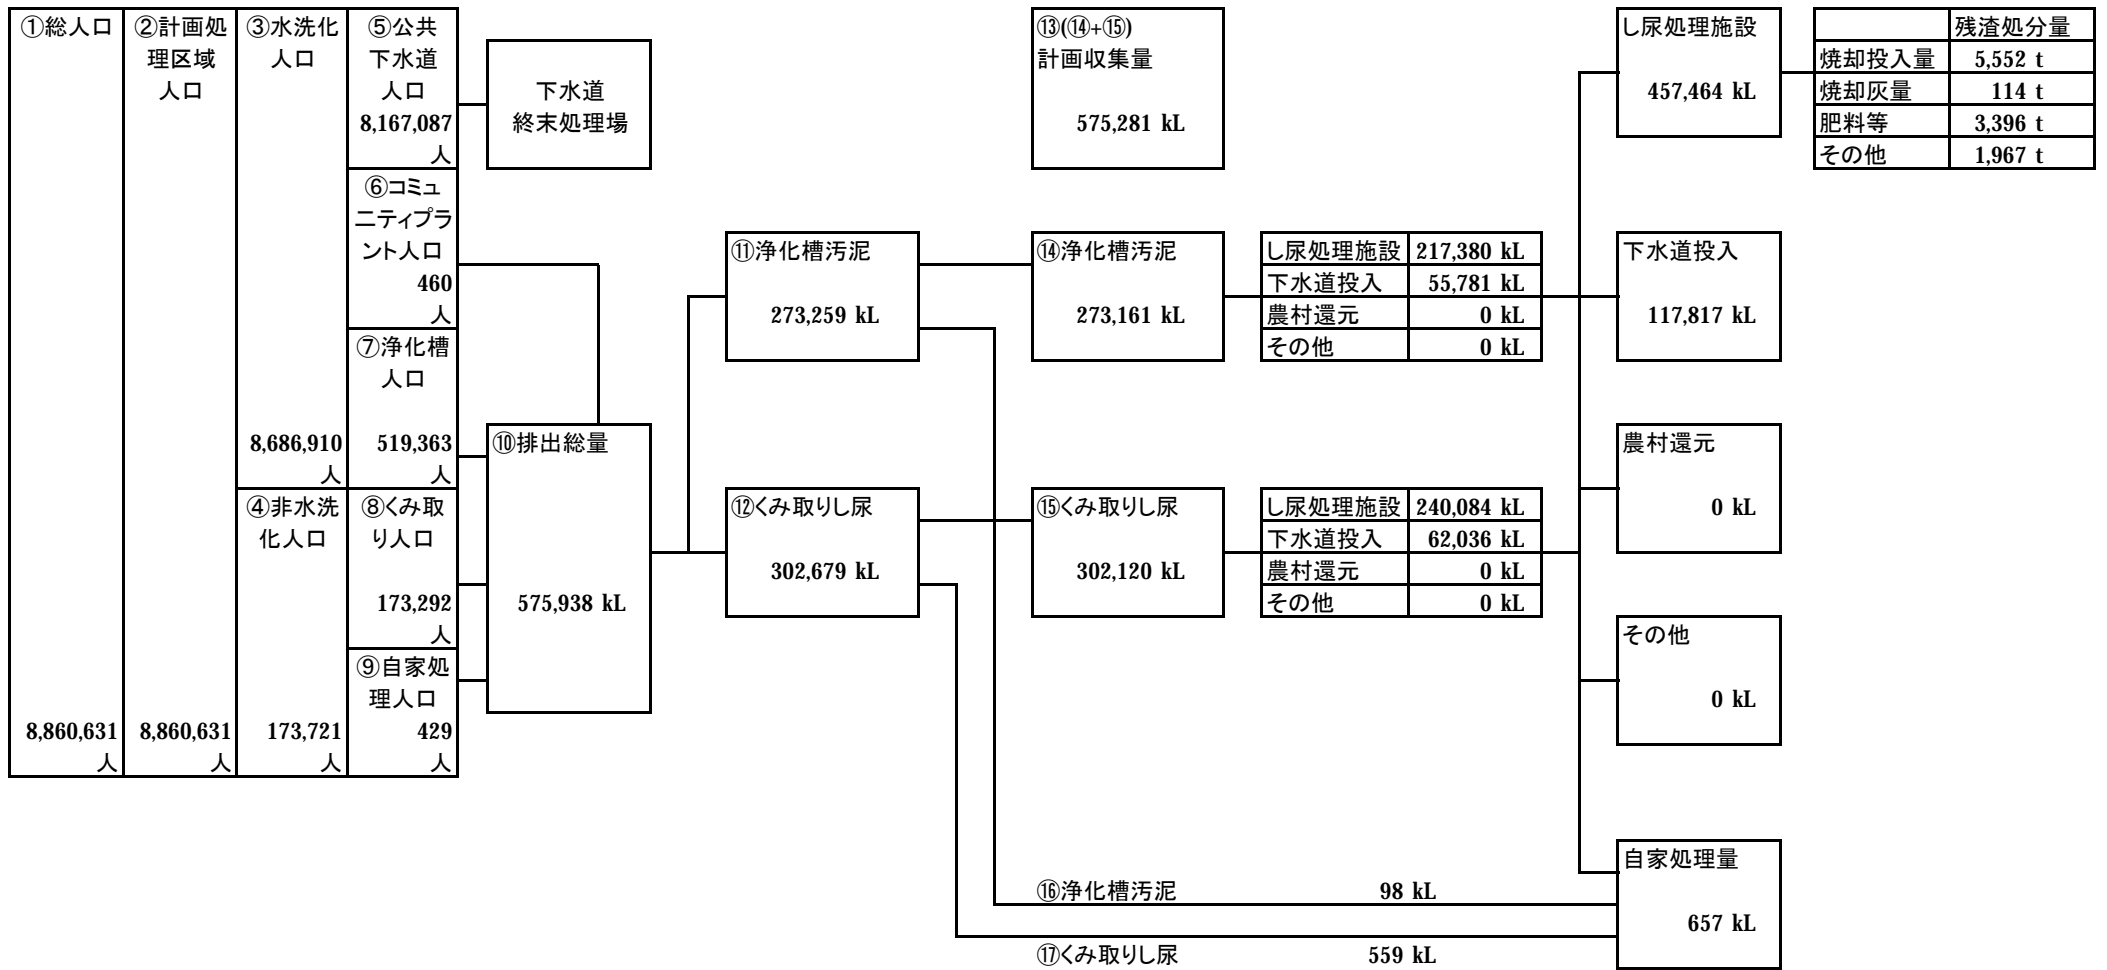 ①総人口
8,860,631
人
②計画処
理区域
人口
8,860,631
人
③水洗化
人口
8,686,910
人
④非水洗
化人口
173,721
人
⑤公共
下水道
人口
8,167,087
人
⑥コミュ
ニティプラ
ント人口
460
人
⑦浄化槽
人口
519,363
人
⑧くみ取
り人口
173,292
人
⑨自家処
理人口
429
人
下水道
終末処理場
⑩排出総量
575,938 kL
⑪浄化槽汚泥
273,259 kL
⑫くみ取りし尿
302,679 kL
⑬(⑭+⑮)
計画収集量
575,281 kL
⑭浄化槽汚泥
273,161 kL
⑮くみ取りし尿
302,120 kL
し尿処理施設 217,380 kL
下水道投入 55,781 kL
農村還元 0 kL
その他 0 kL
し尿処理施設 240,084 kL
下水道投入 62,036 kL
農村還元 0 kL
その他 0 kL
⑯浄化槽汚泥 98 kL
⑰くみ取りし尿 559 kL
し尿処理施設
457,464 kL
下水道投入
117,817 kL
農村還元
0 kL
その他
0 kL
自家処理量
657 kL
残渣処分量
焼却投入量 5,552 t
焼却灰量 114 t
肥料等 3,396 t
その他 1,967 t